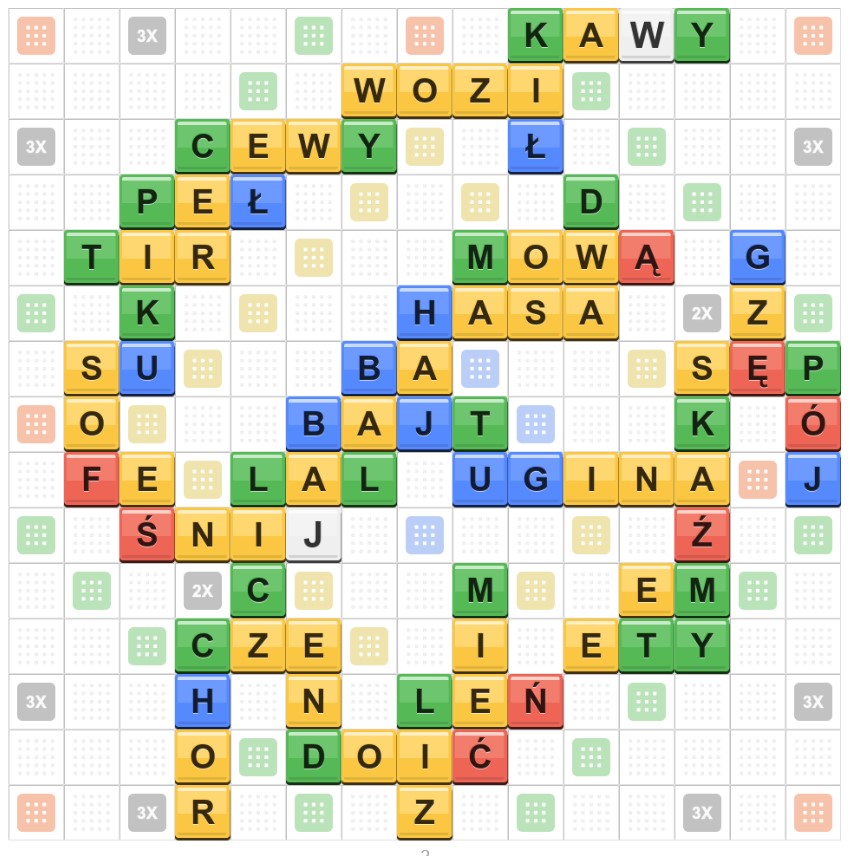 3X KAWY
WOZI
3X CEWY Ł 3X
PEŁ D
TIR MOWĄ G
K HASA 2X Z
SU BA SĘP
O BAJT K Ó
FE LAL UGINA J
ŚNIJ Ź
2X C M EM
CZE I ETY
3X H N LEŃ 3X
O DOIĆ
3X R Z 3X